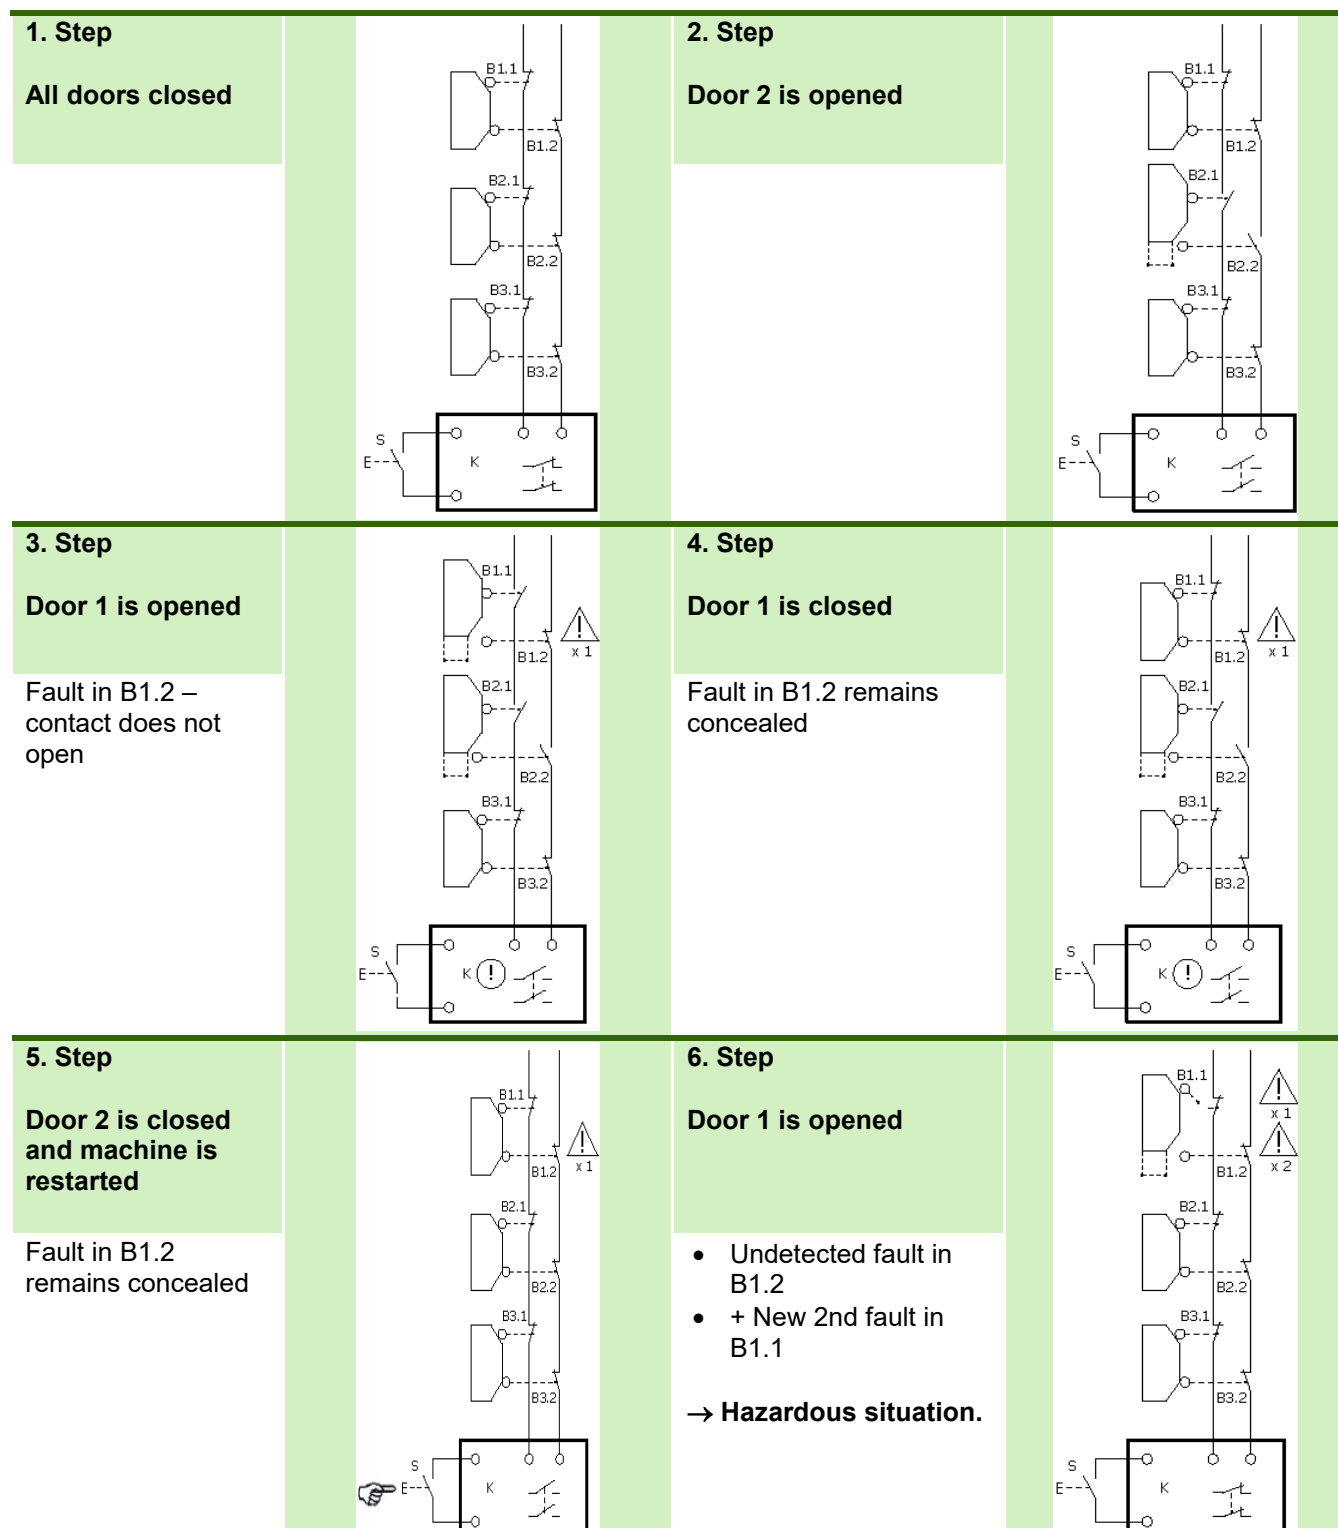 1. Step
All doors closed
B1.1
B1.2
B2.1
B2.2
B3.1
B3.2
S
E
K
2. Step
Door 2 is opened
B1.1
B1.2
B2.1
B2.2
B3.1
B3.2
S
E
K
3. Step
Door 1 is opened
Fault in B1.2 –
contact does not
open
B1.1
!
B1.2
x 1
B2.1
B2.2
B3.1
B3.2
S
E
K !
4. Step
Door 1 is closed
Fault in B1.2 remains
concealed
B1.1
!
B1.2
x 1
B2.1
B2.2
B3.1
B3.2
S
E
K !
5. Step
Door 2 is closed
and machine is
restarted
Fault in B1.2
remains concealed
B1.1
!
B1.2
x 1
B2.1
B2.2
B3.1
B3.2
S
E
K
6. Step
Door 1 is opened
• Undetected fault in
B1.2
• + New 2nd fault in
B1.1
→ Hazardous situation.
B1.1
!
x 1
!
B1.2
x 2
B2.1
B2.2
B3.1
B3.2
S
E
K